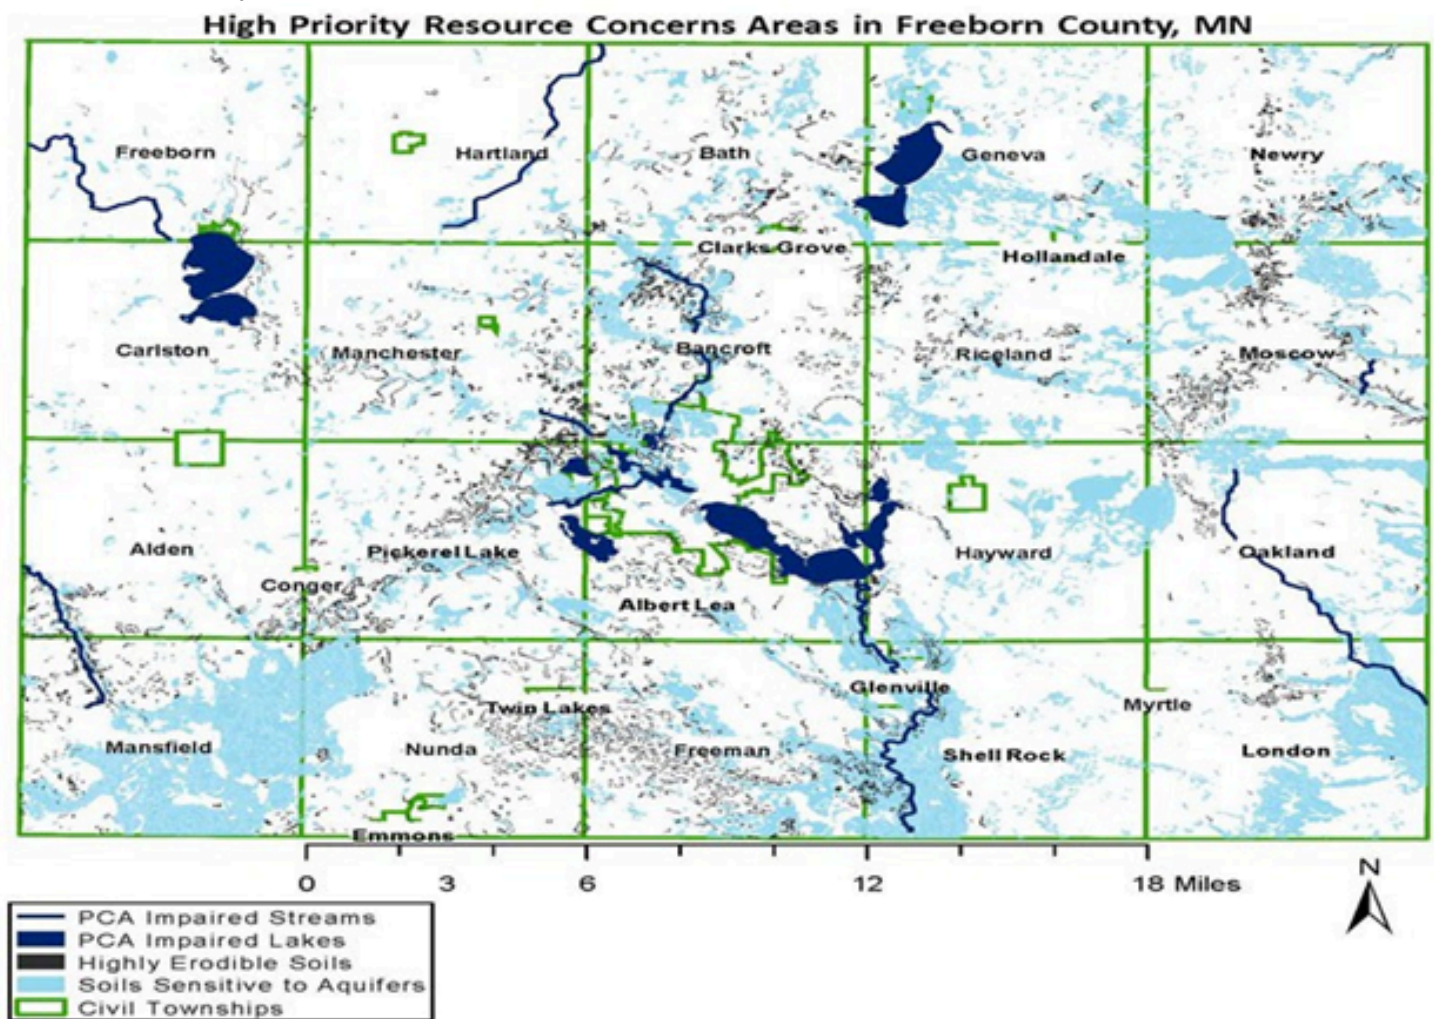 High Priority Resource Concerns Areas in Freeborn County, MN
Freeborn
Hartland
Bath
Geneva
Newry
Clarks Grove
Hollandale
Carlston
Manchester
Bancroft
Riceland
Moscow
Alden
Conger
Pickerel Lake
Albert Lea
Hayward
Oakland
Glenville
Myrtle
Twin Lakes
Mansfield
Nunda
Freeman
Shell Rock
London
Emmons
0 3 6 12 18 Miles
N
PCA Impaired Streams
PCA Impaired Lakes
Highly Erodible Soils
Soils Sensitive to Aquifers
Civil Townships